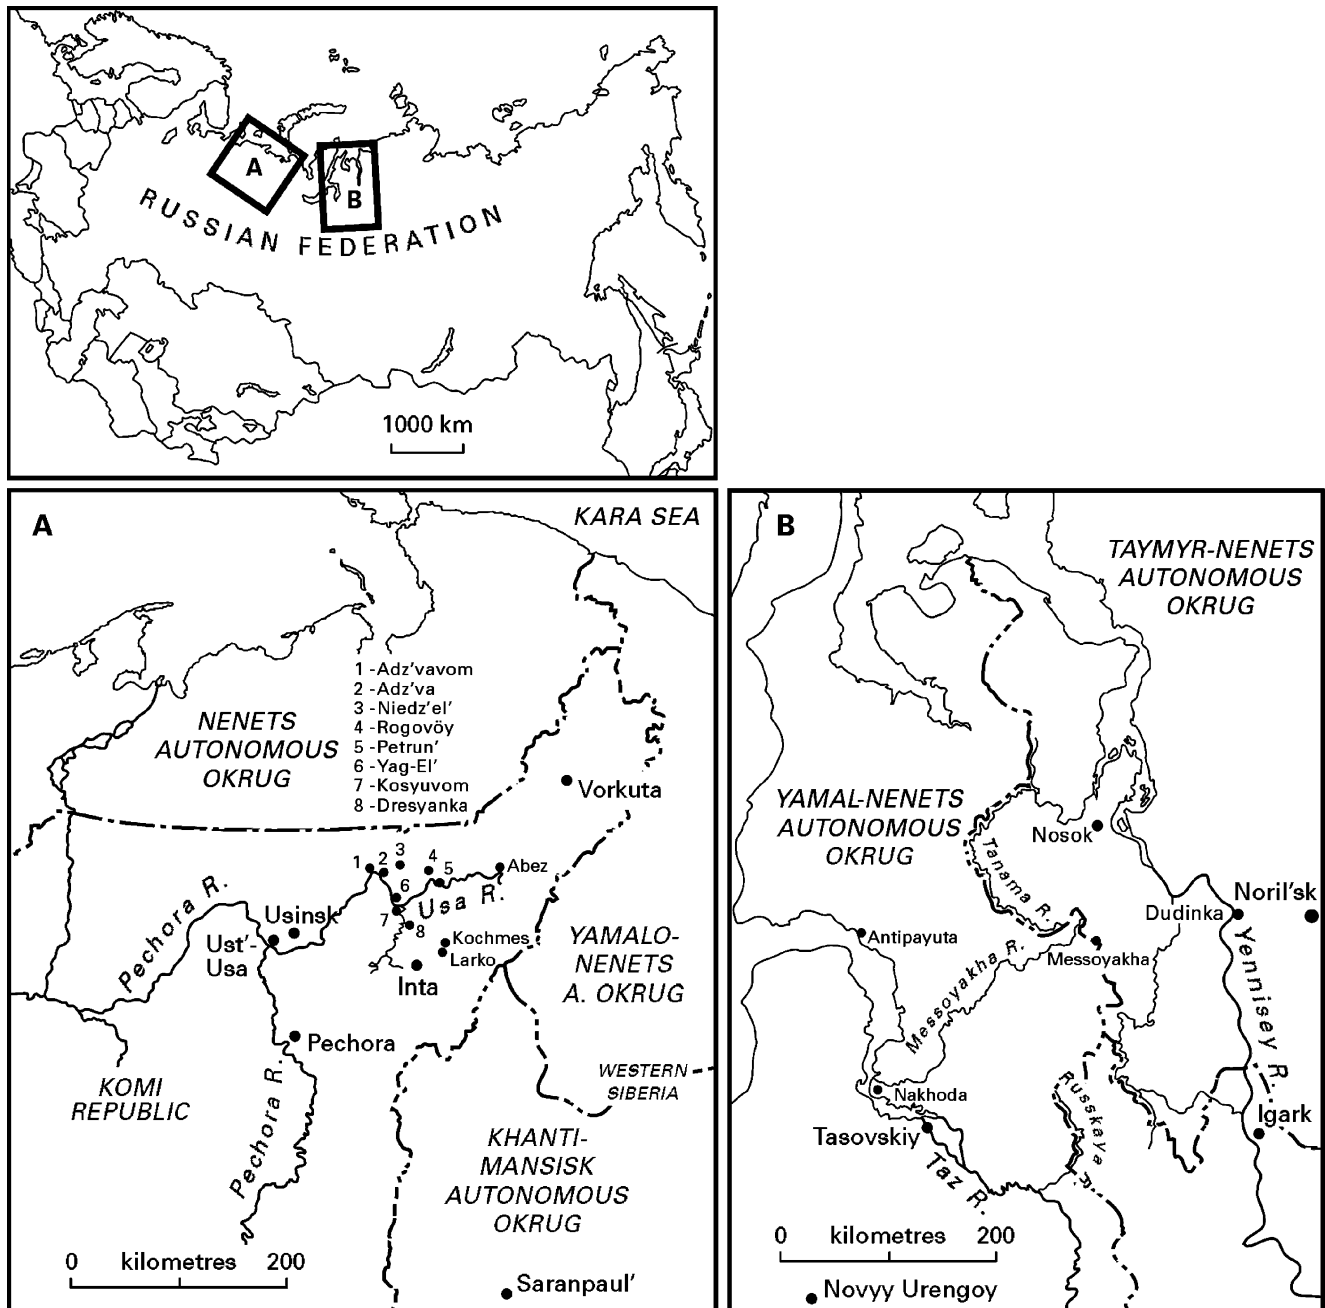 A
B
RUSSIAN FEDERATION
1000 km
A
KARA SEA
1 -Adz'vavom
2 -Adz'va
3 -Niedz'el'
4 -Rogovöy
5 -Petrun'
6 -Yag-El'
7 -Kosyuvom
8 -Dresyanka
NENETS
AUTONOMOUS
OKRUG
Vorkuta
1
2
3
4
5
6
7
8
Abez
Usa R.
Pechora R.
Usinsk
Ust'-
Usa
Kochmes
Larko
Inta
YAMALO-
NENETS
A. OKRUG
Pechora
Pechora R.
KOMI
REPUBLIC
WESTERN
SIBERIA
KHANTI-
MANSISK
AUTONOMOUS
OKRUG
0 kilometres 200
Saranpaul'
B
TAYMYR-NENETS
AUTONOMOUS
OKRUG
YAMAL-NENETS
AUTONOMOUS
OKRUG
Nosok
Tanama R.
Noril'sk
Dudinka
Antipayuta
Messoyakha
Messoyakha R.
Yennisey R.
Nakhoda
Russkaya R.
Igark
Tasovskiy
Taz R.
0 kilometres 200
Novyy Urengoy